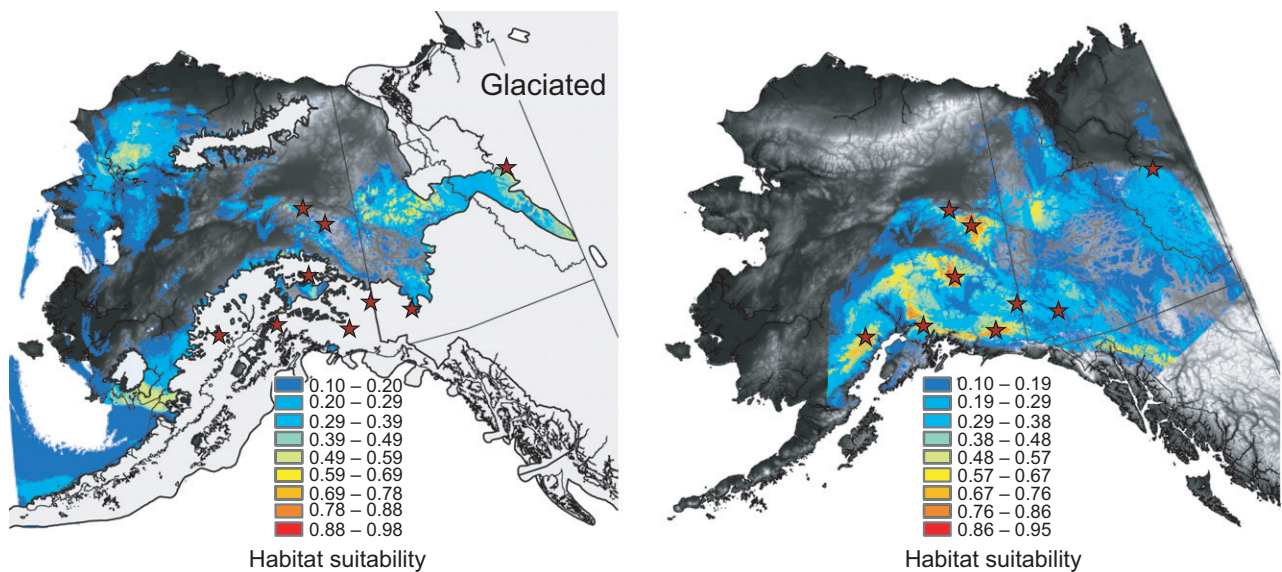 Glaciated
0.10 – 0.20
0.20 – 0.29
0.29 – 0.39
0.39 – 0.49
0.49 – 0.59
0.59 – 0.69
0.69 – 0.78
0.78 – 0.88
0.88 – 0.98
Habitat suitability
0.10 – 0.19
0.19 – 0.29
0.29 – 0.38
0.38 – 0.48
0.48 – 0.57
0.57 – 0.67
0.67 – 0.76
0.76 – 0.86
0.86 – 0.95
Habitat suitability